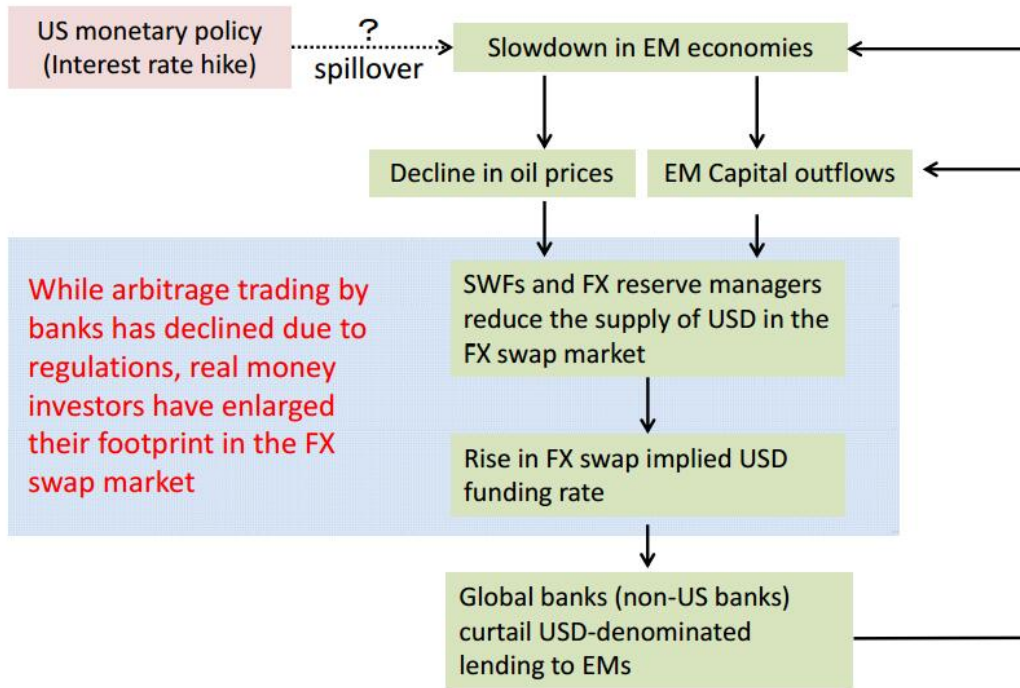 US monetary policy
(Interest rate hike)
?
spillover
Slowdown in EM economies
Decline in oil prices
EM Capital outflows
While arbitrage trading by
banks has declined due to
regulations, real money
investors have enlarged
their footprint in the FX
swap market
SWFs and FX reserve managers
reduce the supply of USD in the
FX swap market
Rise in FX swap implied USD
funding rate
Global banks (non-US banks)
curtail USD-denominated
lending to EMs